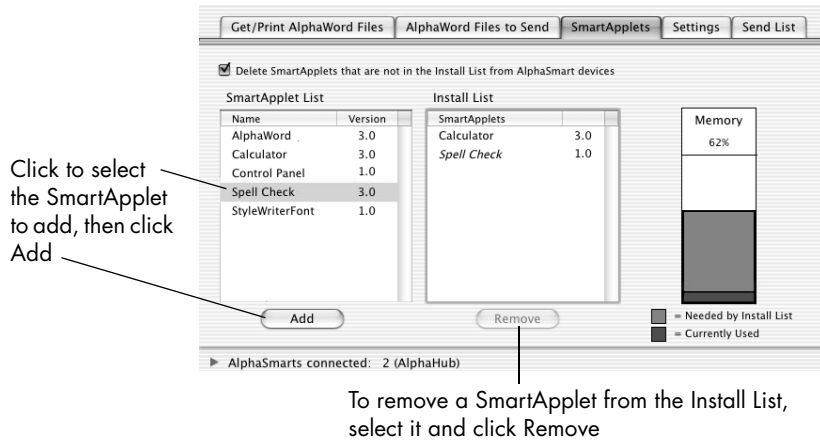 Get/Print AlphaWord Files AlphaWord Files to Send SmartApplets Settings Send List
Delete SmartApplets that are not in the Install List from AlphaSmart devices
SmartApplet List
Name Version
AlphaWord 3.0
Calculator 3.0
Control Panel 1.0
Spell Check 3.0
StyleWriterFont 1.0
Add
Install List
SmartApplets
Calculator 3.0
Spell Check 1.0
Remove
Memory
62%
= Needed by Install List
= Currently Used
Click to select
the SmartApplet
to add, then click
Add
AlphaSmarts connected: 2 (AlphaHub)
To remove a SmartApplet from the Install List,
select it and click Remove